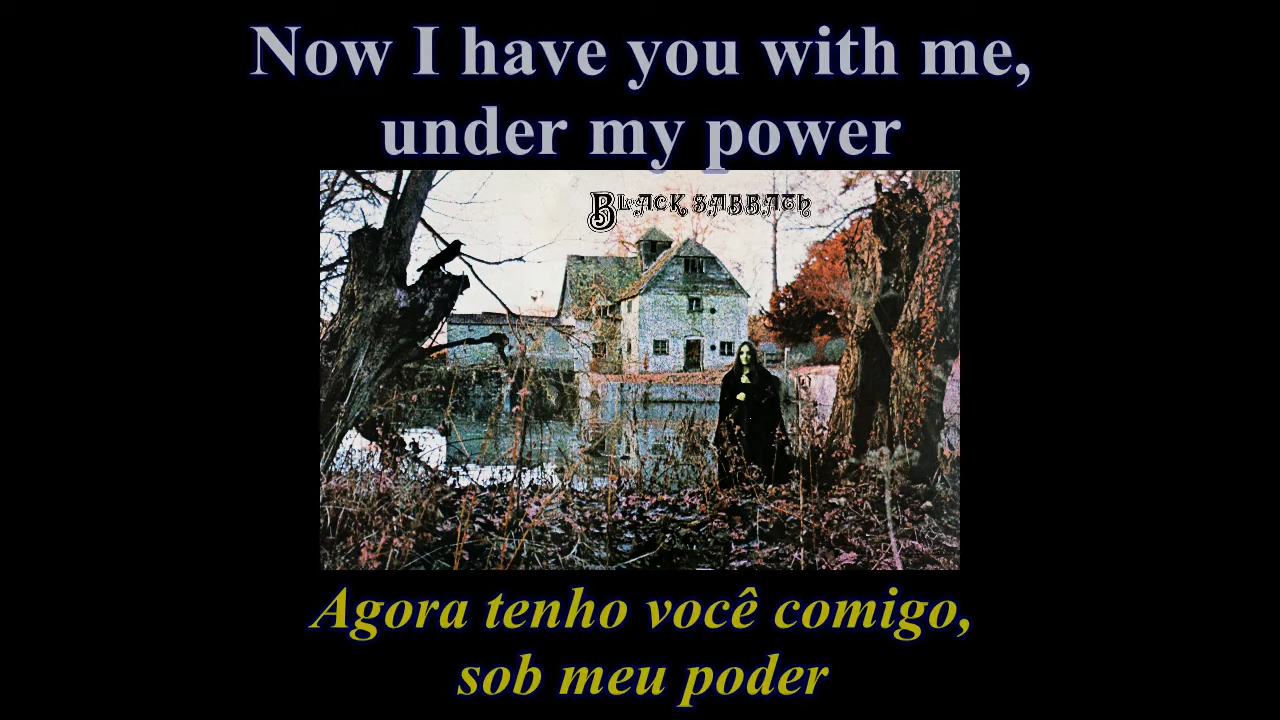 Now I have you with me,
under my power
BLACK SABBATH
Agora tenho você comigo,
sob meu poder